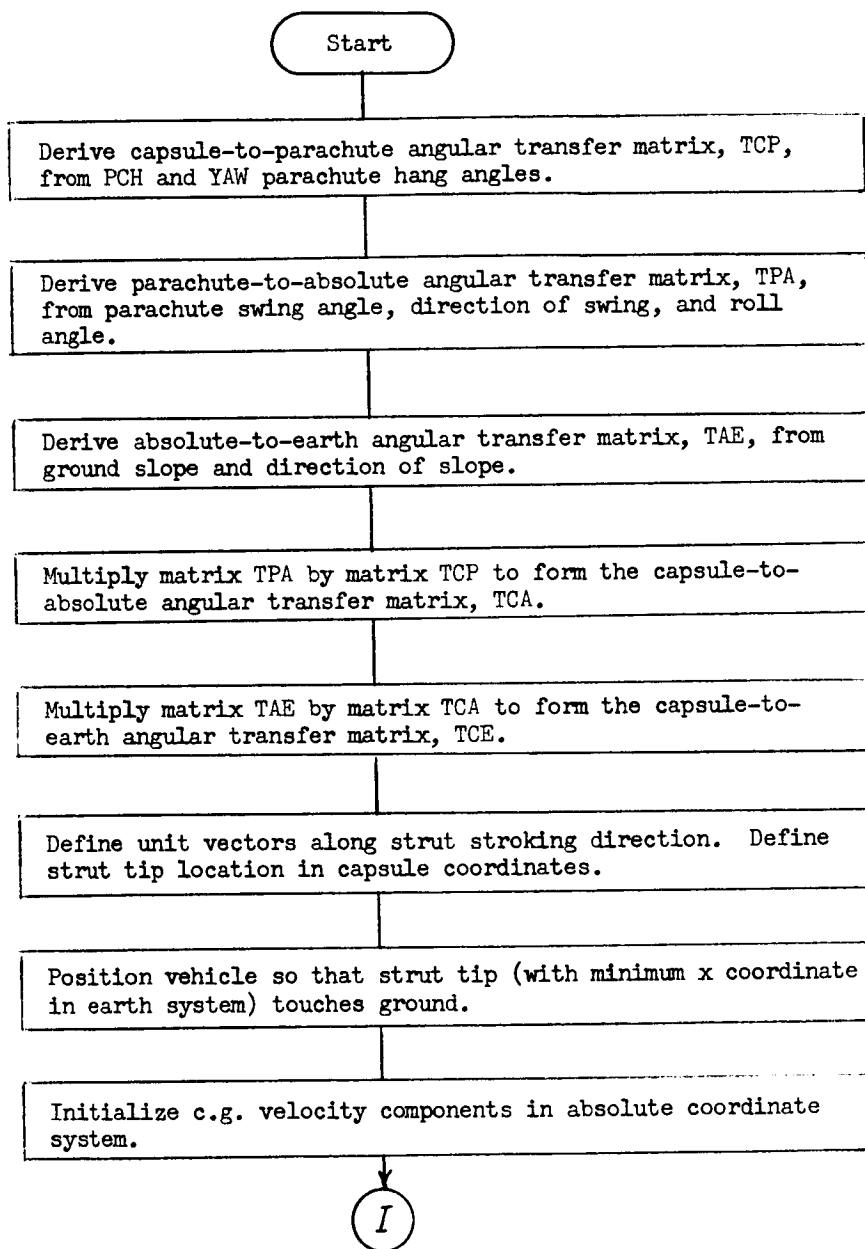 Start
Derive capsule-to-parachute angular transfer matrix, TCP,
from PCH and YAW parachute hang angles.
Derive parachute-to-absolute angular transfer matrix, TPA,
from parachute swing angle, direction of swing, and roll
angle.
Derive absolute-to-earth angular transfer matrix, TAE, from
ground slope and direction of slope.
Multiply matrix TPA by matrix TCP to form the capsule-to-
absolute angular transfer matrix, TCA.
Multiply matrix TAE by matrix TCA to form the capsule-to-
earth angular transfer matrix, TCE.
Define unit vectors along strut stroking direction. Define
strut tip location in capsule coordinates.
Position vehicle so that strut tip (with minimum x coordinate
in earth system) touches ground.
Initialize c.g. velocity components in absolute coordinate
system.
I